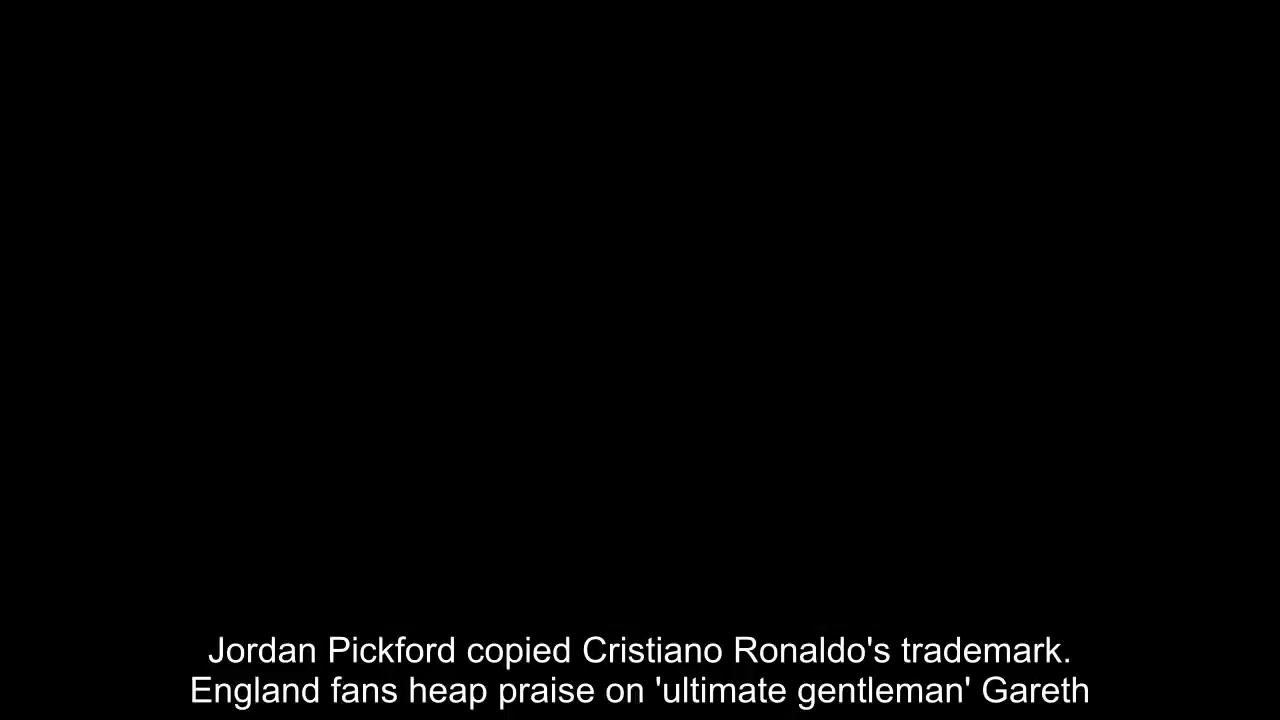 Jordan Pickford copied Cristiano Ronaldo's trademark.
England fans heap praise on 'ultimate gentleman' Gareth